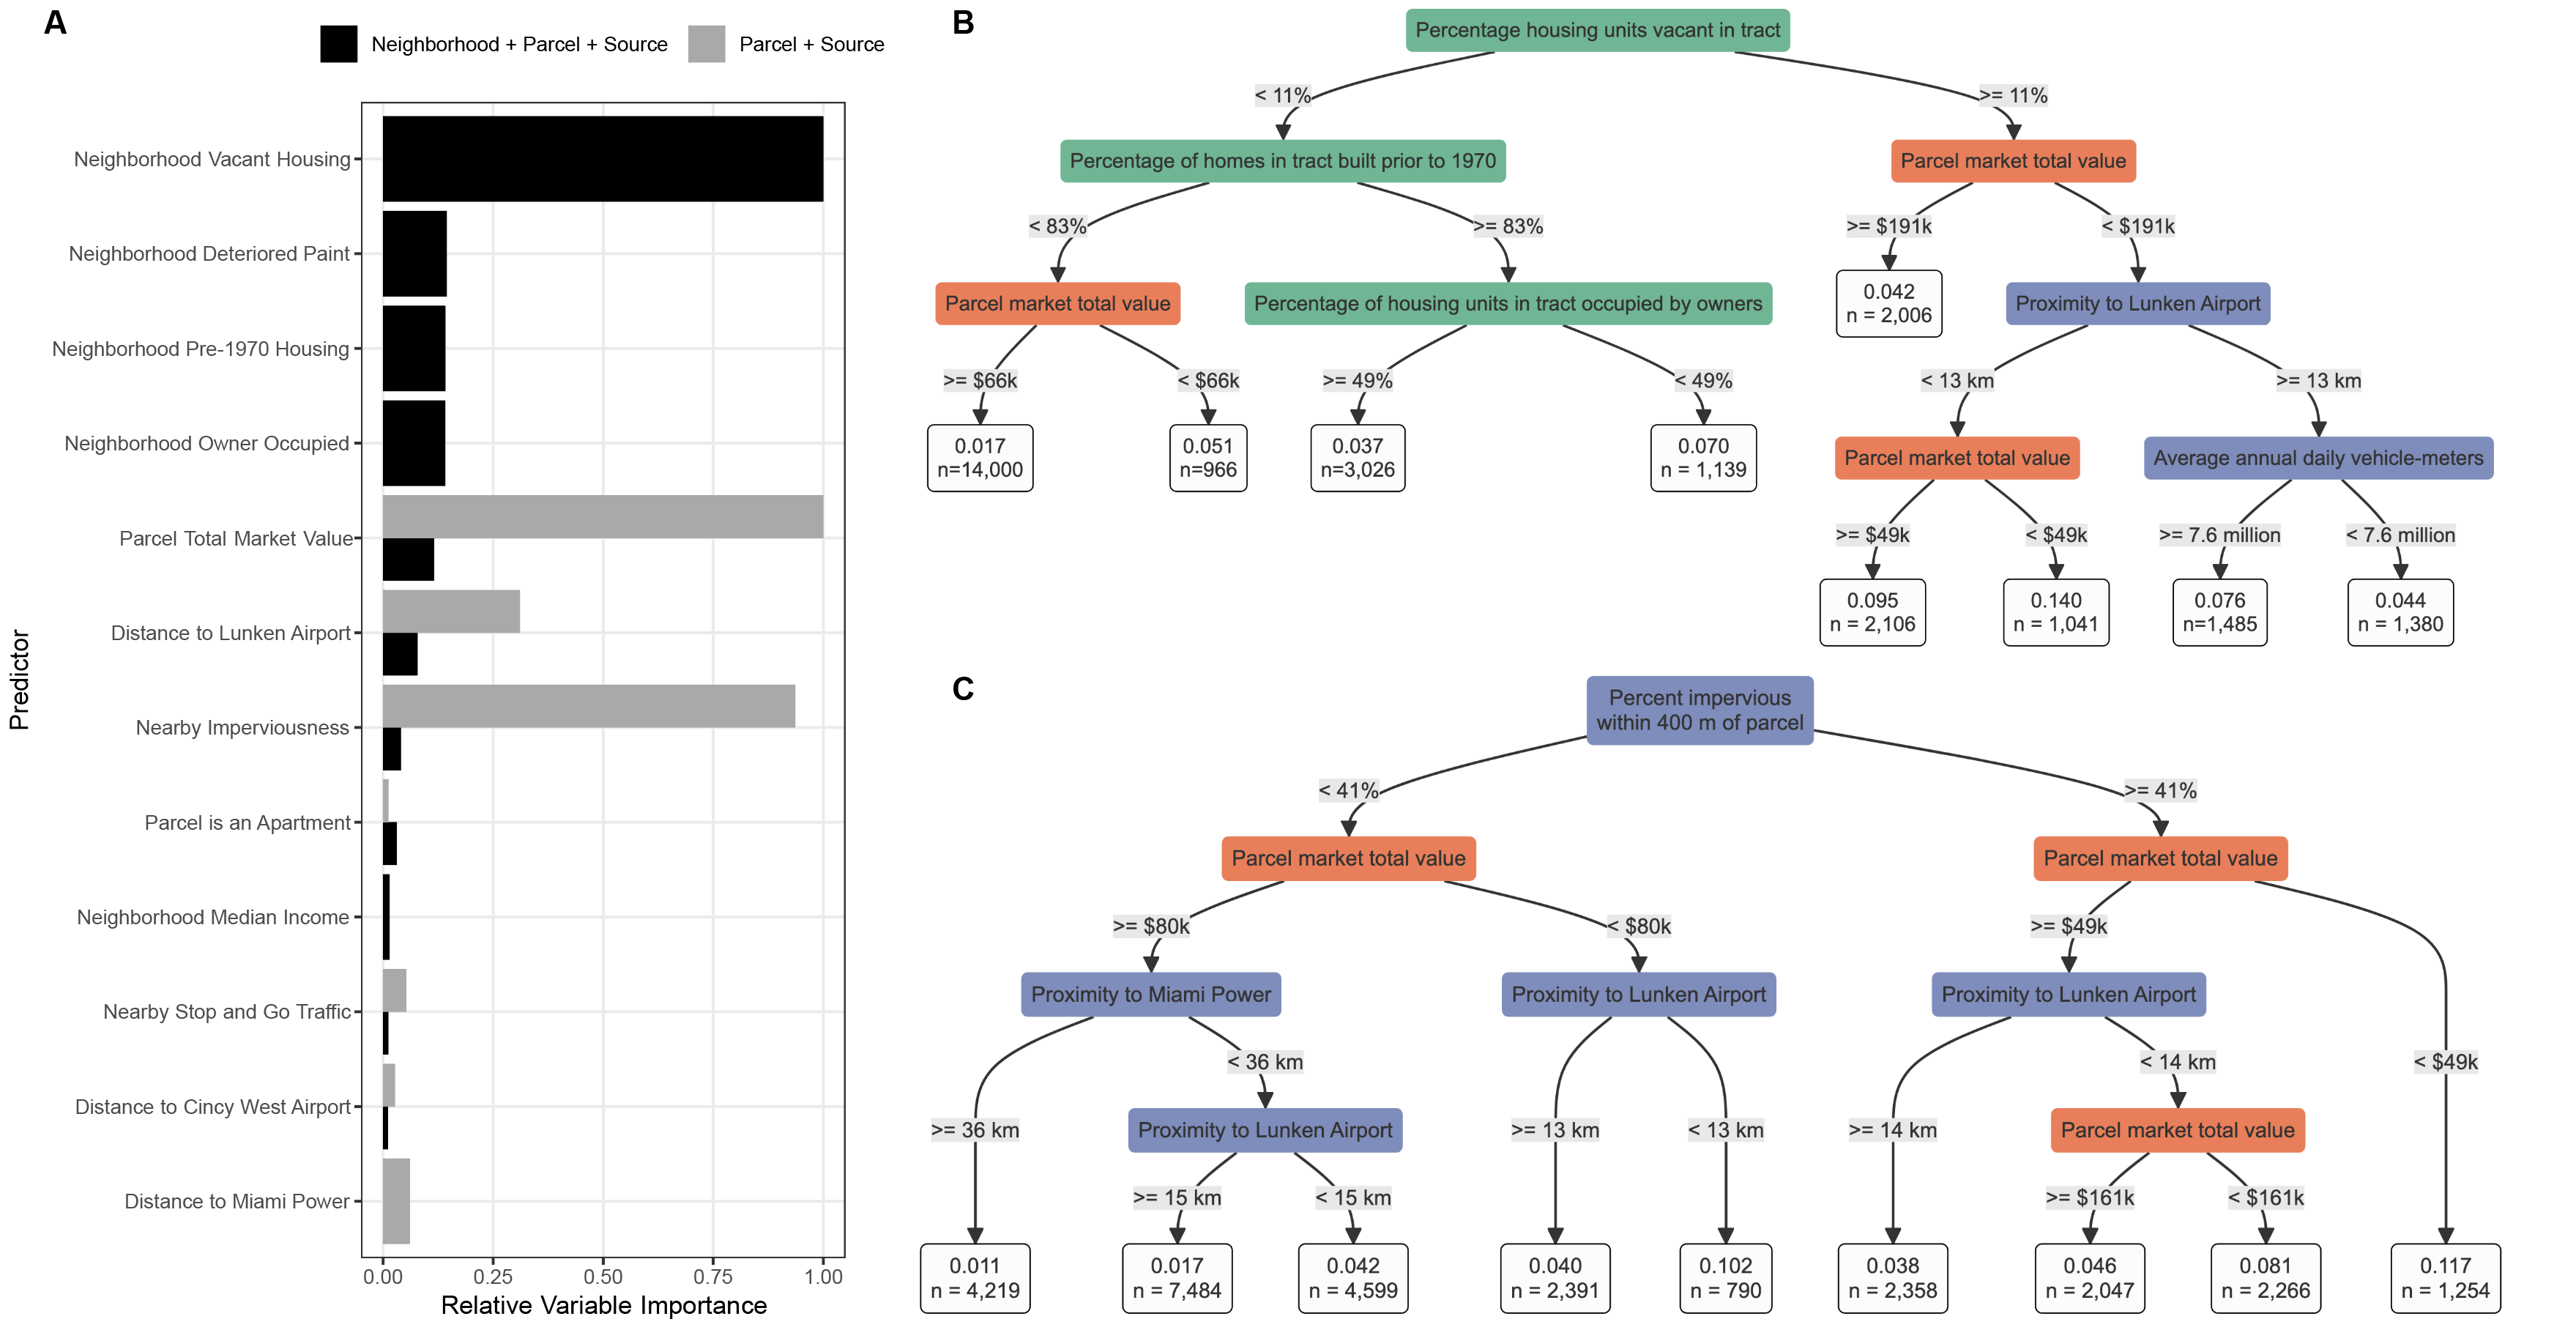 A
Neighborhood + Parcel + Source
Parcel + Source
Predictor
Neighborhood Vacant Housing
Neighborhood Deteriored Paint
Neighborhood Pre-1970 Housing
Neighborhood Owner Occupied
Parcel Total Market Value
Distance to Lunken Airport
Nearby Imperviousness
Parcel is an Apartment
Neighborhood Median Income
Nearby Stop and Go Traffic
Distance to Cincy West Airport
Distance to Miami Power
0.00 0.25 0.50 0.75 1.00
Relative Variable Importance
B
Percentage housing units vacant in tract
< 11%
>= 11%
Percentage of homes in tract built prior to 1970
Parcel market total value
< 83%
>= 83%
>= $191k
< $191k
Parcel market total value
Percentage of housing units in tract occupied by owners
0.042
n = 2,006
Proximity to Lunken Airport
>= $66k
< $66k
>= 49%
< 49%
< 13 km
>= 13 km
0.017
n=14,000
0.051
n=966
0.037
n=3,026
0.070
n = 1,139
Parcel market total value
Average annual daily vehicle-meters
>= $49k
< $49k
>= 7.6 million
< 7.6 million
0.095
n = 2,106
0.140
n = 1,041
0.076
n=1,485
0.044
n = 1,380
C
Percent impervious
within 400 m of parcel
< 41%
>= 41%
Parcel market total value
Parcel market total value
>= $80k
< $80k
>= $49k
< $49k
Proximity to Miami Power
Proximity to Lunken Airport
Proximity to Lunken Airport
< 36 km
< 14 km
>= 36 km
Proximity to Lunken Airport
>= 13 km
< 13 km
>= 14 km
Parcel market total value
>= 15 km
< 15 km
>= $161k
< $161k
0.011
n = 4,219
0.017
n = 7,484
0.042
n = 4,599
0.040
n = 2,391
0.102
n = 790
0.038
n = 2,358
0.046
n = 2,047
0.081
n = 2,266
0.117
n = 1,254